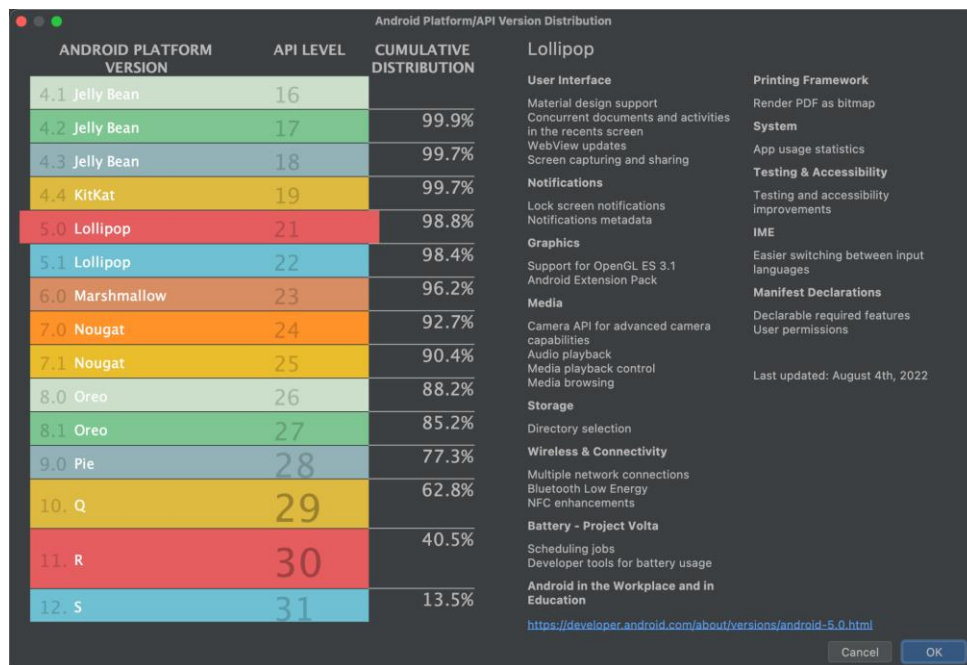 Android Platform/API Version Distribution
ANDROID PLATFORM
VERSION
API LEVEL
CUMULATIVE
DISTRIBUTION
4.1 Jelly Bean 16
4.2 Jelly Bean 17 99.9%
4.3 Jelly Bean 18 99.7%
4.4 KitKat 19 99.7%
5.0 Lollipop 21 98.8%
5.1 Lollipop 22 98.4%
6.0 Marshmallow 23 96.2%
7.0 Nougat 24 92.7%
7.1 Nougat 25 90.4%
8.0 Oreo 26 88.2%
8.1 Oreo 27 85.2%
9.0 Pie 28 77.3%
10. Q 29 62.8%
11. R 30 40.5%
12. S 31 13.5%
Lollipop
User Interface
Material design support
Concurrent documents and activities
in the recents screen
WebView updates
Screen capturing and sharing
Notifications
Lock screen notifications
Notifications metadata
Graphics
Support for OpenGL ES 3.1
Android Extension Pack
Media
Camera API for advanced camera
capabilities
Audio playback
Media playback control
Media browsing
Storage
Directory selection
Wireless & Connectivity
Multiple network connections
Bluetooth Low Energy
NFC enhancements
Battery - Project Volta
Scheduling jobs
Developer tools for battery usage
Android in the Workplace and in
Education
https://developer.android.com/about/versions/android-5.0.html
Printing Framework
Render PDF as bitmap
System
App usage statistics
Testing & Accessibility
Testing and accessibility
improvements
IME
Easier switching between input
languages
Manifest Declarations
Declarable required features
User permissions
Last updated: August 4th, 2022
Cancel
OK